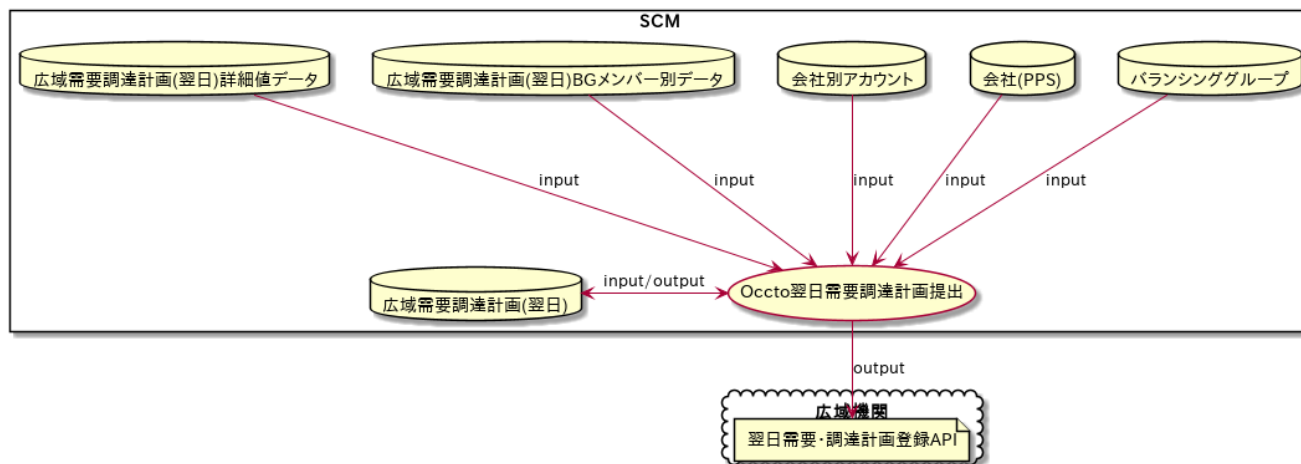 SCM
広域需要調達計画(翌日)詳細値データ
広域需要調達計画(翌日)BGメンバー別データ
会社別アカウント
会社(PPS)
バランシンググループ
input
input
input
input
input
広域需要調達計画(翌日)
input/output
Occto翌日需要調達計画提出
output
広域機関
翌日需要・調達計画登録API